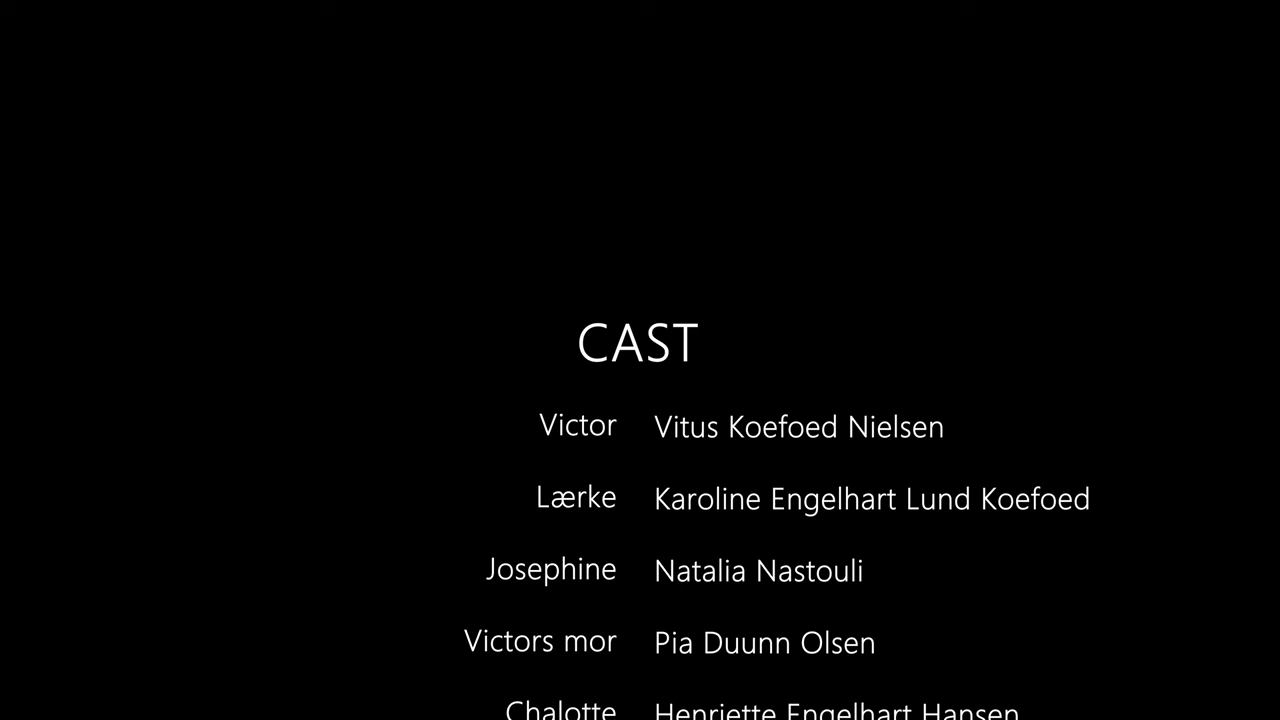 CAST
Victor Vitus Koefoed Nielsen
Lærke Karoline Engelhart Lund Koefoed
Josephine Natalia Nastouli
Victors mor Pia Duunn Olsen
Chalotte Henriette Engelhart Hansen